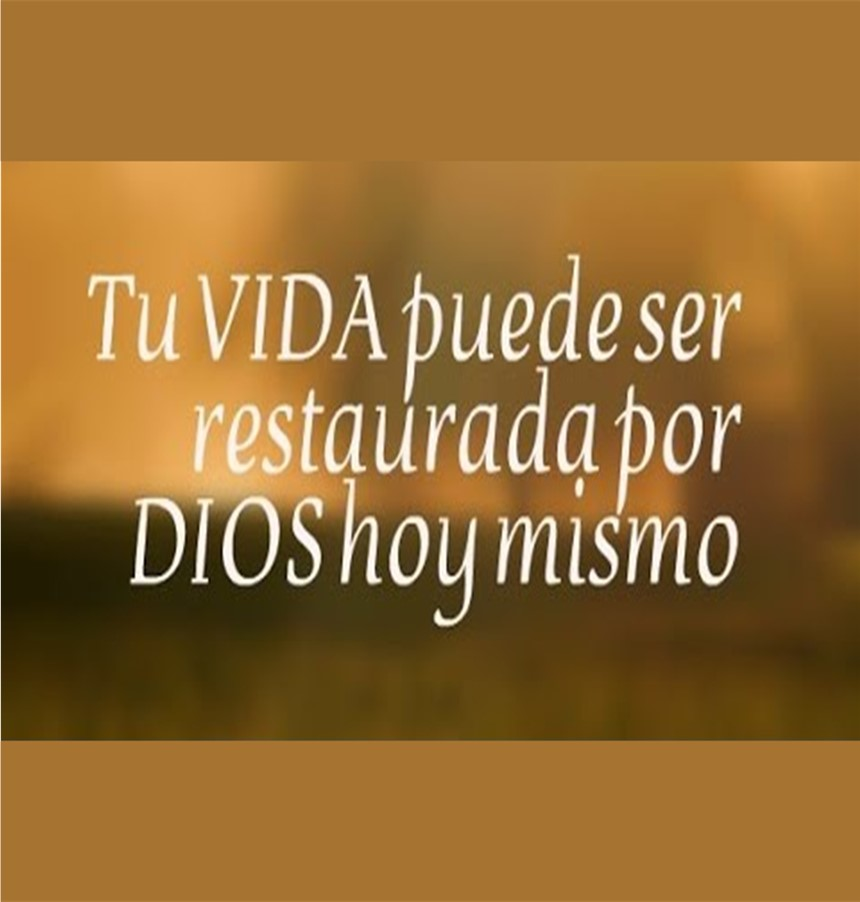 Tu VIDA puede ser
restaurada por
DIOS hoy mismo